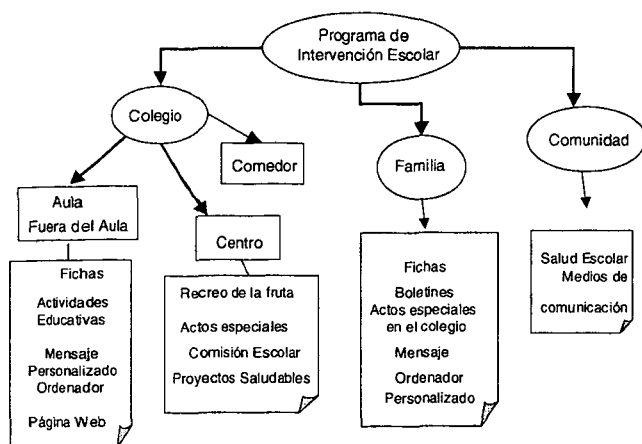 Programa de
Intervención Escolar
Colegio
Comedor
Familia
Comunidad
Aula
Fuera del Aula
Centro
Fichas
Actividades
Educativas
Mensaje
Personalizado
Ordenador
Página Web
Recreo de la fruta
Actos especiales
Comisión Escolar
Proyectos Saludables
Fichas
Boletines
Actos especiales
en el colegio
Mensaje
Ordenador
Personalizado
Salud Escolar
Medios de
comunicación